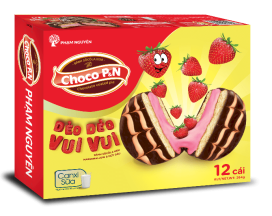 PHẠM NGUYÊN
Choco P.N
DẺO DẺO
VUI VUI
Canxi
Sữa
12 cái
PHẠM NGUYÊN